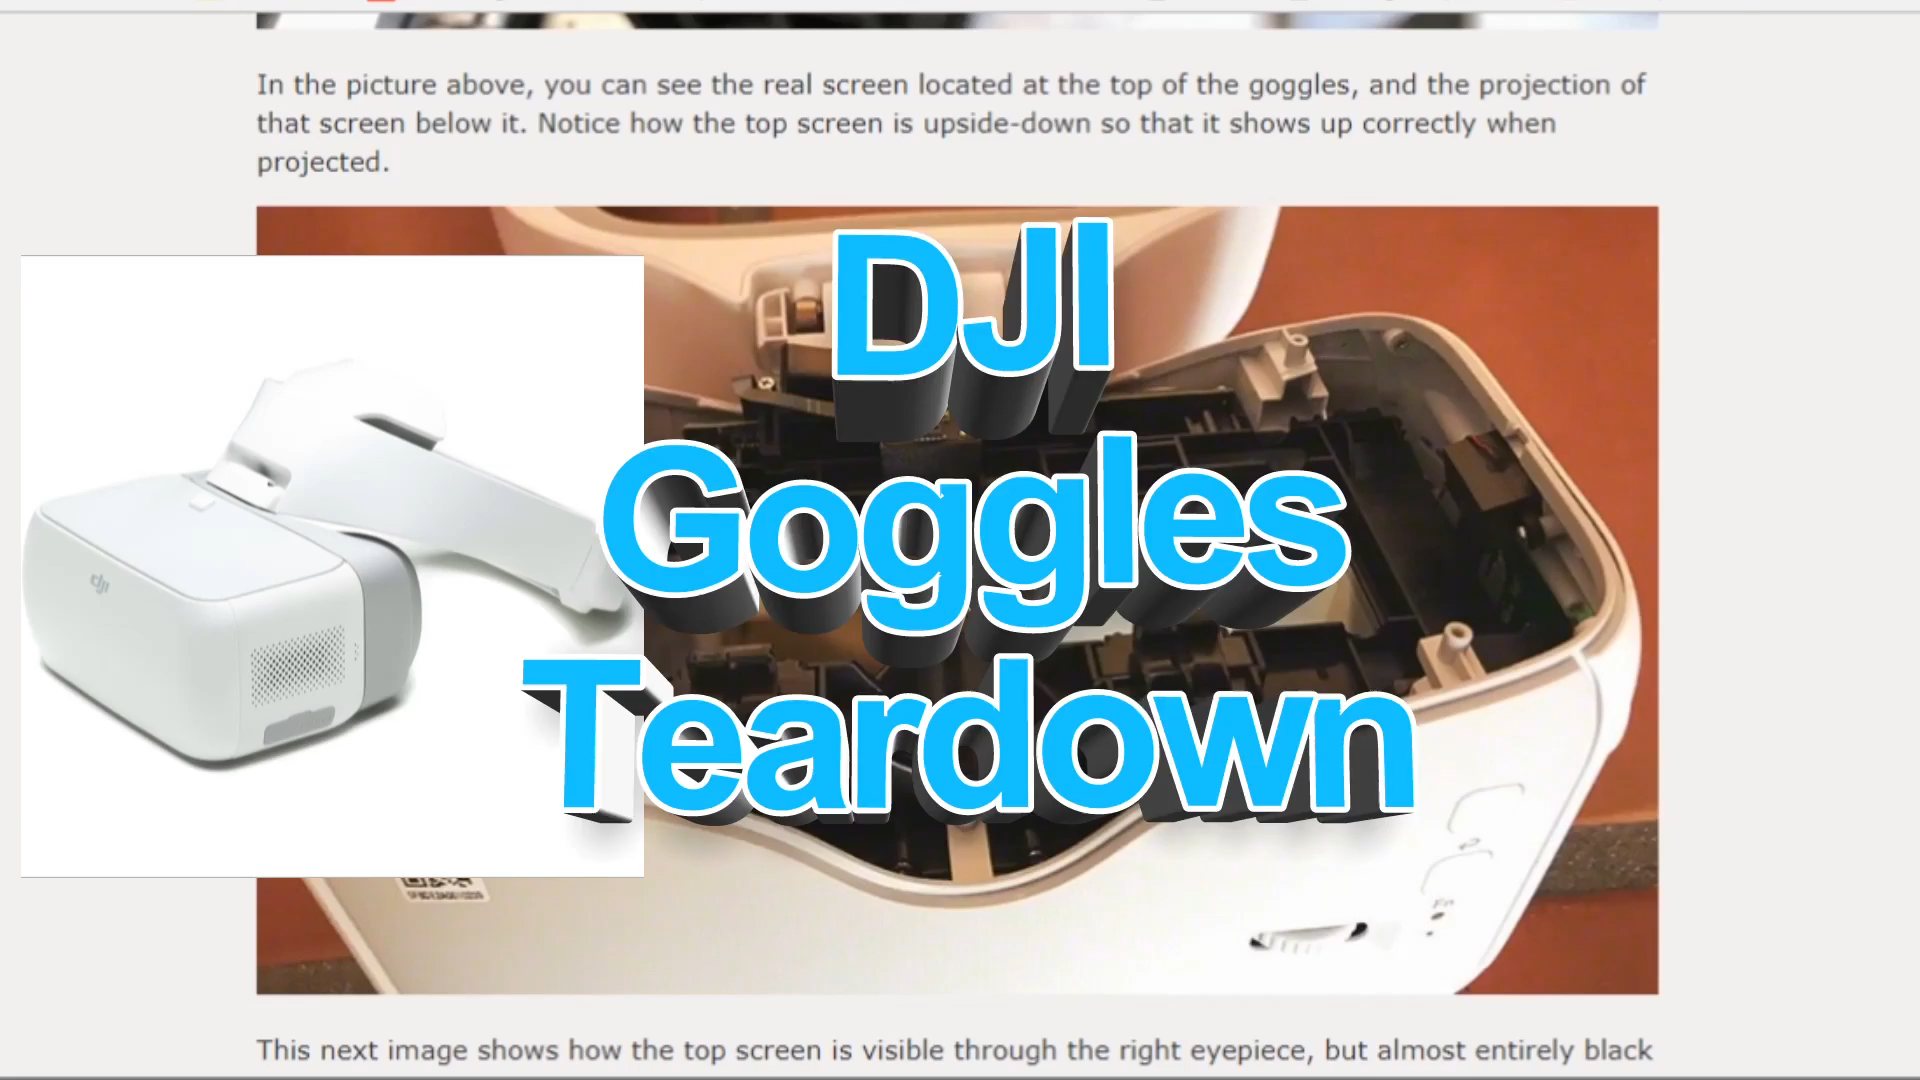 In the picture above, you can see the real screen located at the top of the goggles, and the projection of
that screen below it. Notice how the top screen is upside-down so that it shows up correctly when
projected.
DJI
Goggles
Teardown
dji
Fn
This next image shows how the top screen is visible through the right eyepiece, but almost entirely black